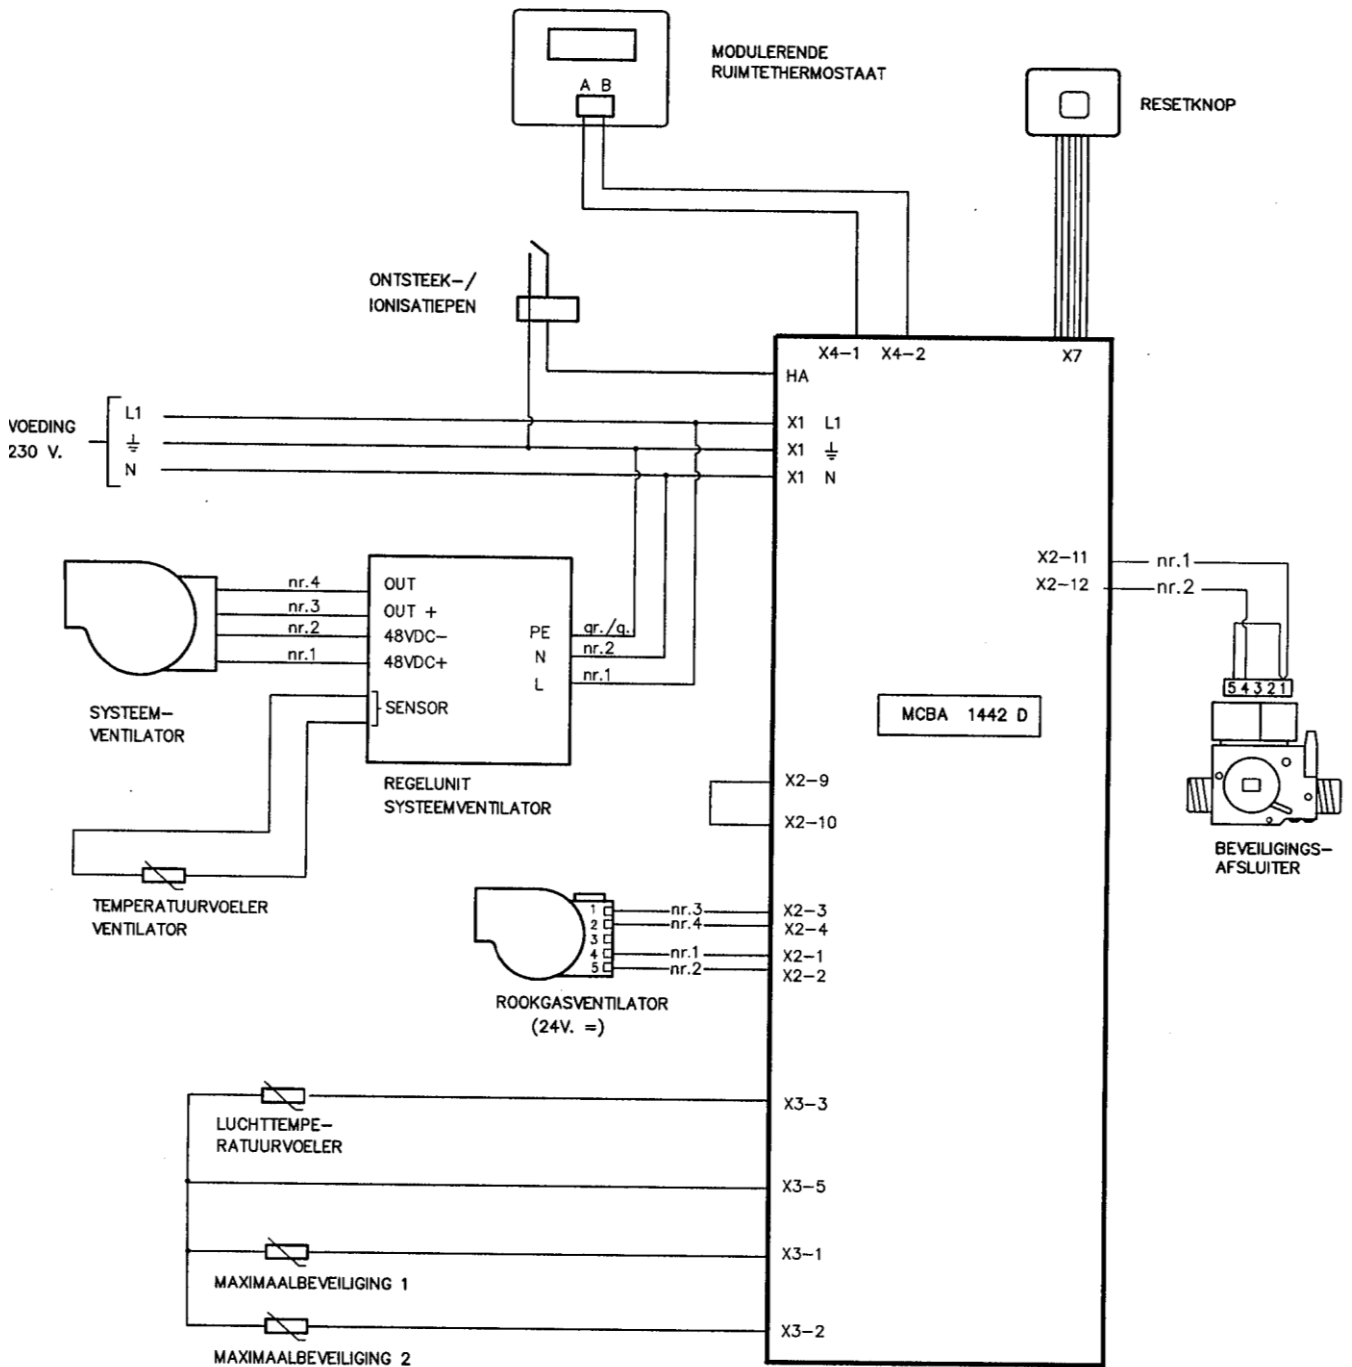 MODULERENDE
RUIMTETHERMOSTAAT
A B
RESETKNOP
ONTSTEEK-/
IONISATIEPEN
X4-1 X4-2 X7
HA
VOEDING
230 V.
L1
N
X1 L1
X1
X1 N
X2-11 nr.1
X2-12 nr.2
5 4 3 2 1
BEVEILIGINGS-
AFSLUITER
MCBA 1442 D
nr.4 OUT
nr.3 OUT +
nr.2 48VDC-
nr.1 48VDC+
SENSOR
PE gr./g.
N nr.2
L nr.1
SYSTEEM-
VENTILATOR
REGELUNIT
SYSTEEMVENTILATOR
TEMPERATUURVOELER
VENTILATOR
X2-9
X2-10
1 nr.3 X2-3
2 nr.4 X2-4
3
4 nr.1 X2-1
5 nr.2 X2-2
ROOKGASVENTILATOR
(24V. =)
X3-3
LUCHTTEMPE-
RATUURVOELER
X3-5
X3-1
MAXIMAALBEVEILIGING 1
X3-2
MAXIMAALBEVEILIGING 2